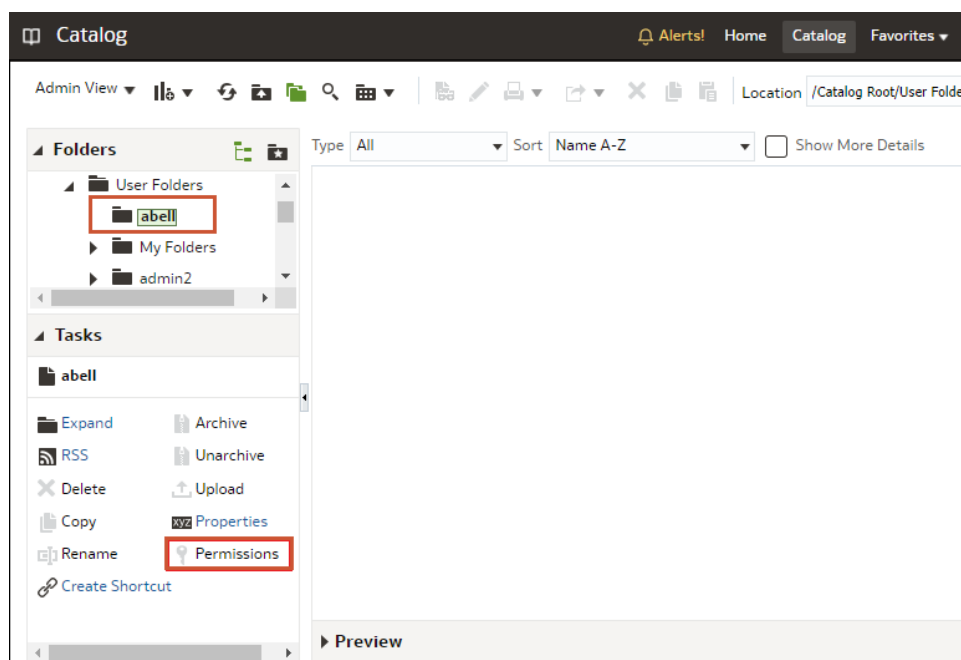 Catalog
Alerts! Home Catalog Favorites
Admin View
Location /Catalog Root/User Folde
Folders
Type All Sort Name A-Z Show More Details
User Folders
abell
My Folders
admin2
Tasks
abell
Expand Archive
RSS Unarchive
Delete Upload
Copy xyz Properties
Rename Permissions
Create Shortcut
Preview